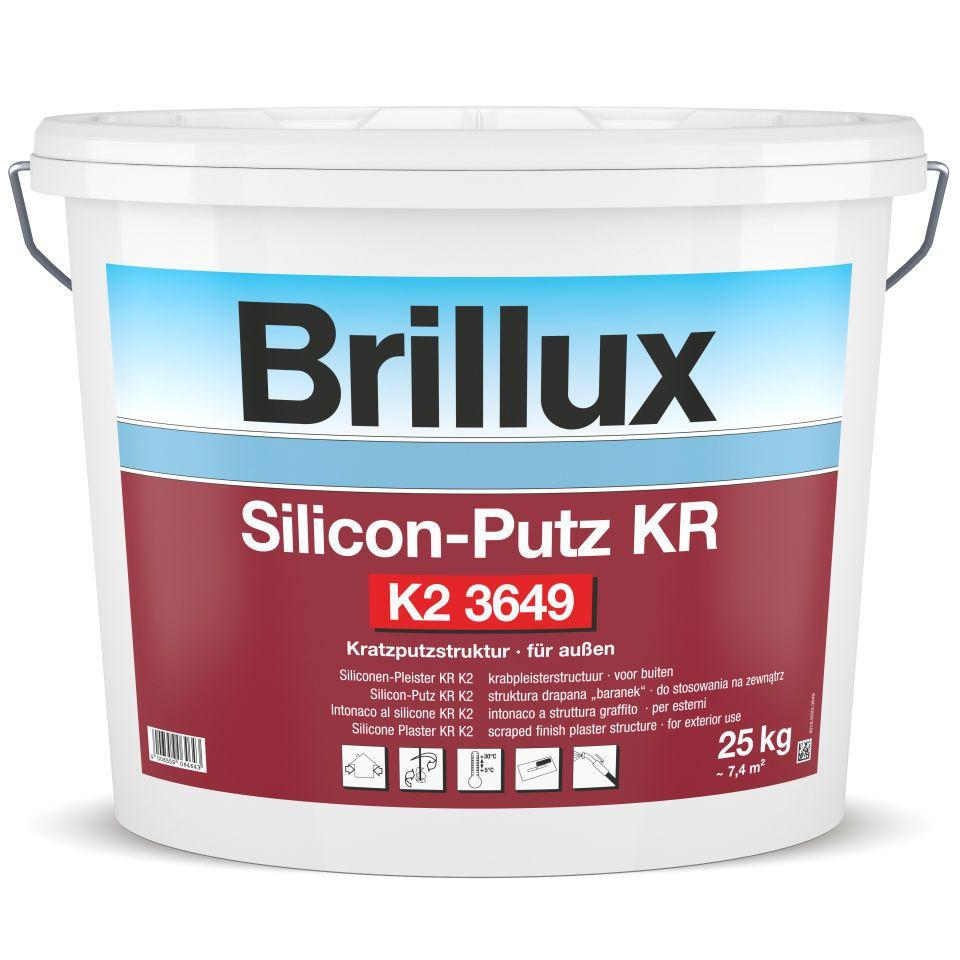 Brillux
Silicon-Putz KR
K2 3649
Kratzputzstruktur · für außen
Siliconen-Pleister KR K2 krabpleisterstructuur · voor buiten
Silicon-Putz KR K2 struktura drapana „baranek“ · do stosowania na zewnątrz
Intonaco al silicone KR K2 intonaco a struttura graffito · per esterni
Silicone Plaster KR K2 scraped finish plaster structure · for exterior use
+30°C
+5°C
25 kg
~ 7,4 m²